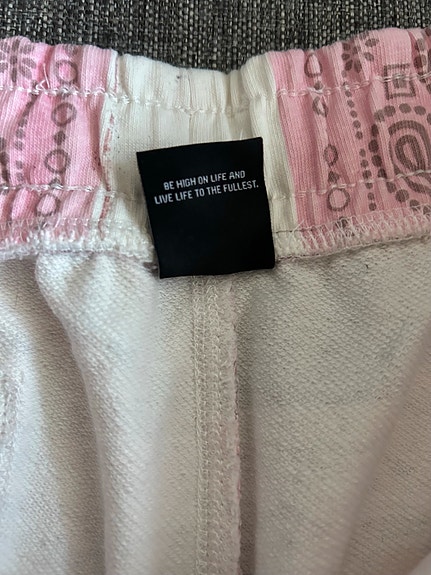 BE HIGH ON LIFE AND
LIVE LIFE TO THE FULLEST.